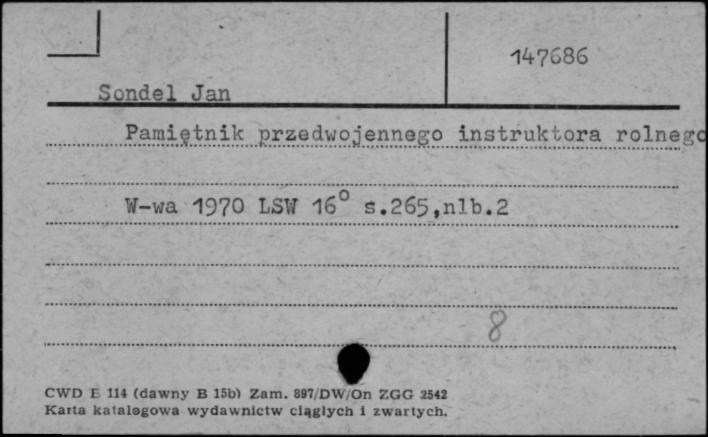 147686
Sondel Jan
Pamiętnik przedwojennego instruktora rolnego
W-wa 1970 LSW 16° s.265,nlb.2
8
CWD E 114 (dawny B 15b) Zam. 897/DW/On ZGG 2542
Karta katalogowa wydawnictw ciągłych i zwartych.